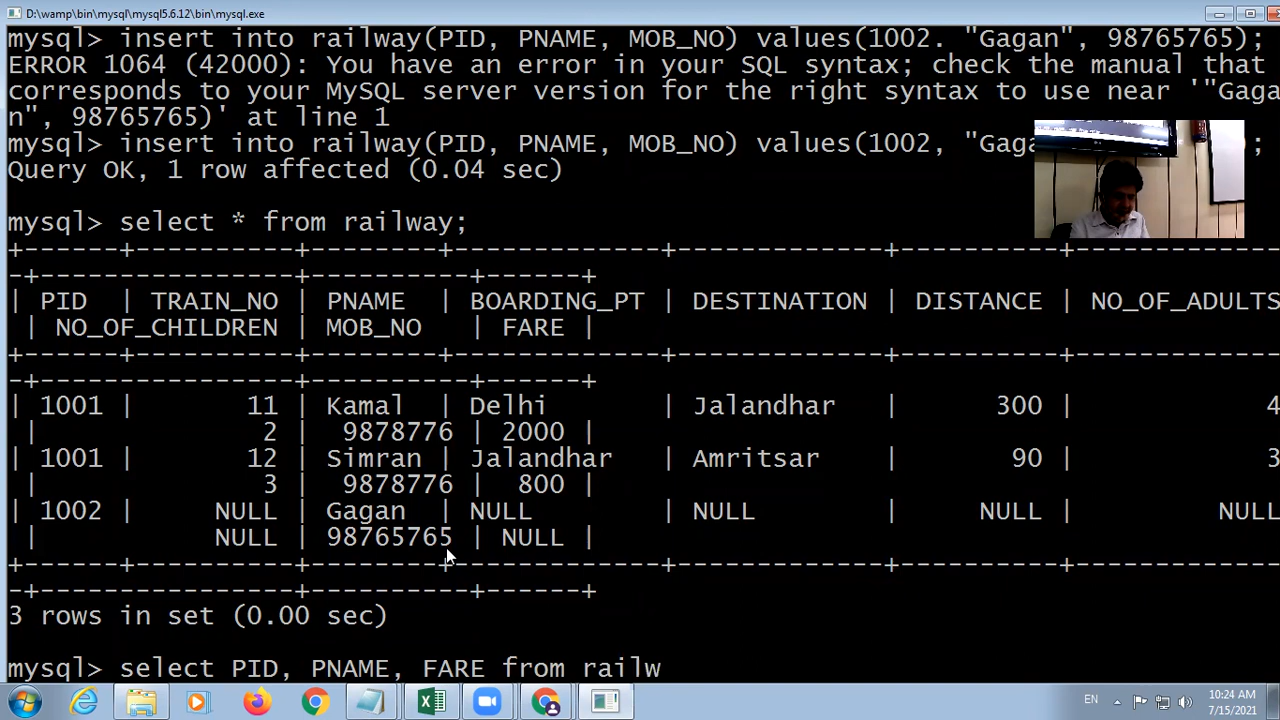 D:\wamp\bin\mysql\mysql5.6.12\bin\mysql.exe
mysql> insert into railway(PID, PNAME, MOB_NO) values(1002. "Gagan", 98765765);
ERROR 1064 (42000): You have an error in your SQL syntax; check the manual that
corresponds to your MySQL server version for the right syntax to use near '"Gaga
n", 98765765)' at line 1
mysql> insert into railway(PID, PNAME, MOB_NO) values(1002, "Gaga ;
Query OK, 1 row affected (0.04 sec)
mysql> select * from railway;
+------+----------+--------+-------------+-------------+----------+-------------
-+----------------+----------+------+
| PID | TRAIN_NO | PNAME | BOARDING_PT | DESTINATION | DISTANCE | NO_OF_ADULTS
| NO_OF_CHILDREN | MOB_NO | FARE |
+------+----------+--------+-------------+-------------+----------+-------------
-+----------------+----------+------+
| 1001 | 11 | Kamal | Delhi | Jalandhar | 300 | 4
| 2 | 9878776 | 2000 |
| 1001 | 12 | Simran | Jalandhar | Amritsar | 90 | 3
| 3 | 9878776 | 800 |
| 1002 | NULL | Gagan | NULL | NULL | NULL | NULL
| NULL | 98765765 | NULL |
+------+----------+--------+-------------+-------------+----------+-------------
-+----------------+----------+------+
3 rows in set (0.00 sec)
mysql> select PID, PNAME, FARE from railw
EN
10:24 AM
7/15/2021